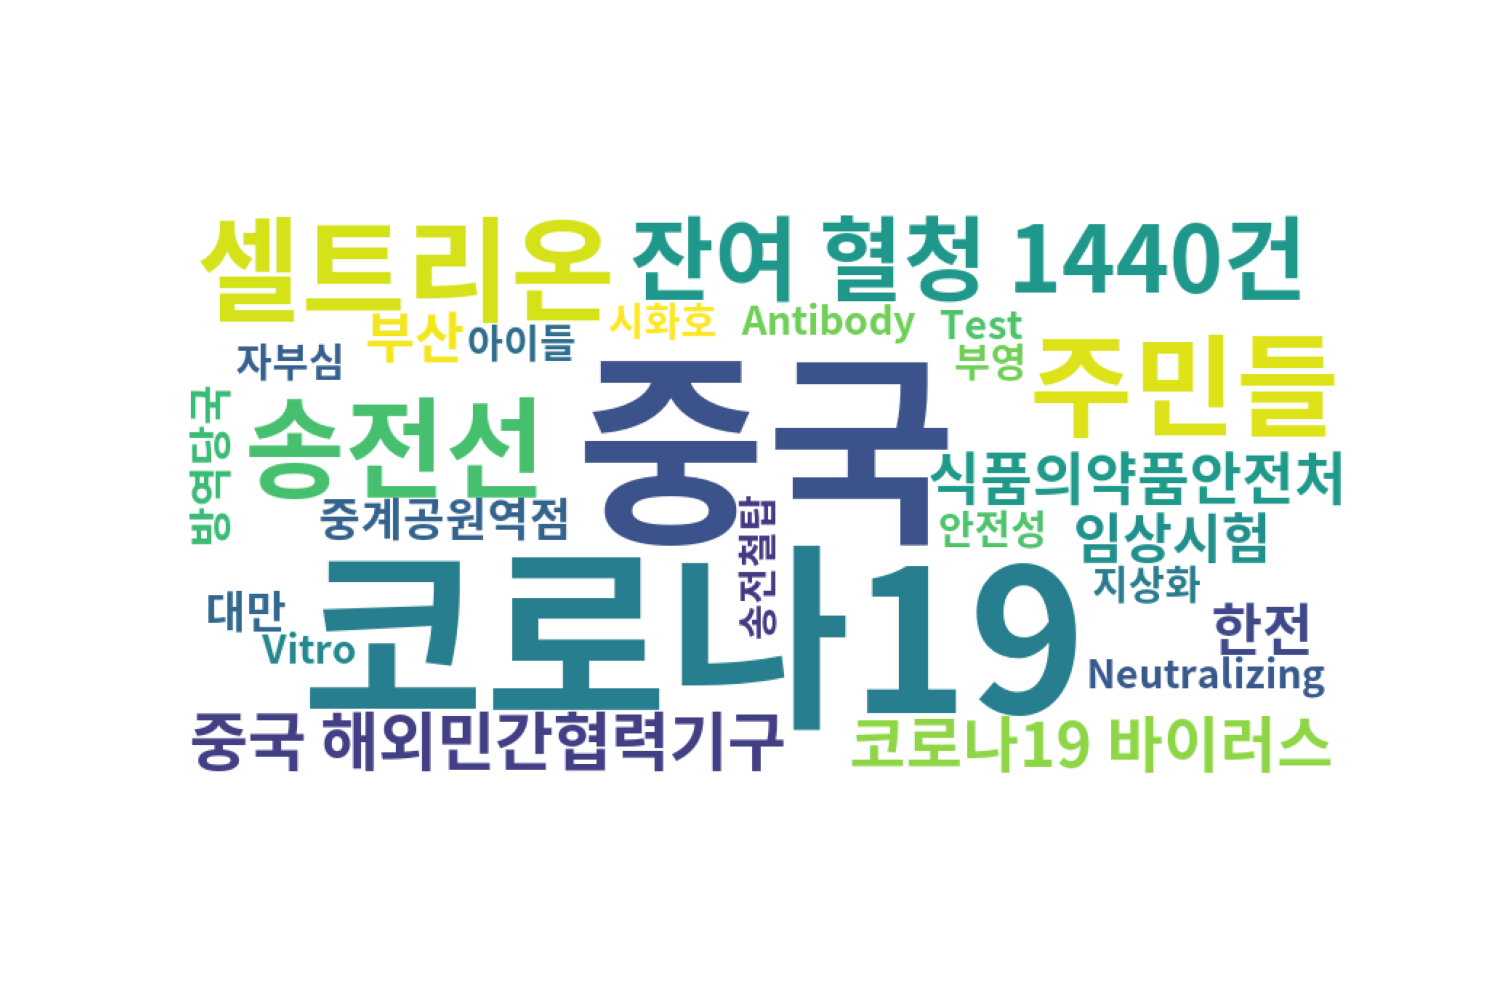 셀트리온
잔여 혈청 1440건
시화호
Antibody
Test
부산
아이들
자부심
부영
주민들
중국
방역당국
송전선
식품의약품안전처
중계공원역점
송전철탑
안전성
임상시험
코로나19
지상화
대만
한전
Vitro
Neutralizing
중국 해외민간협력기구
코로나19 바이러스